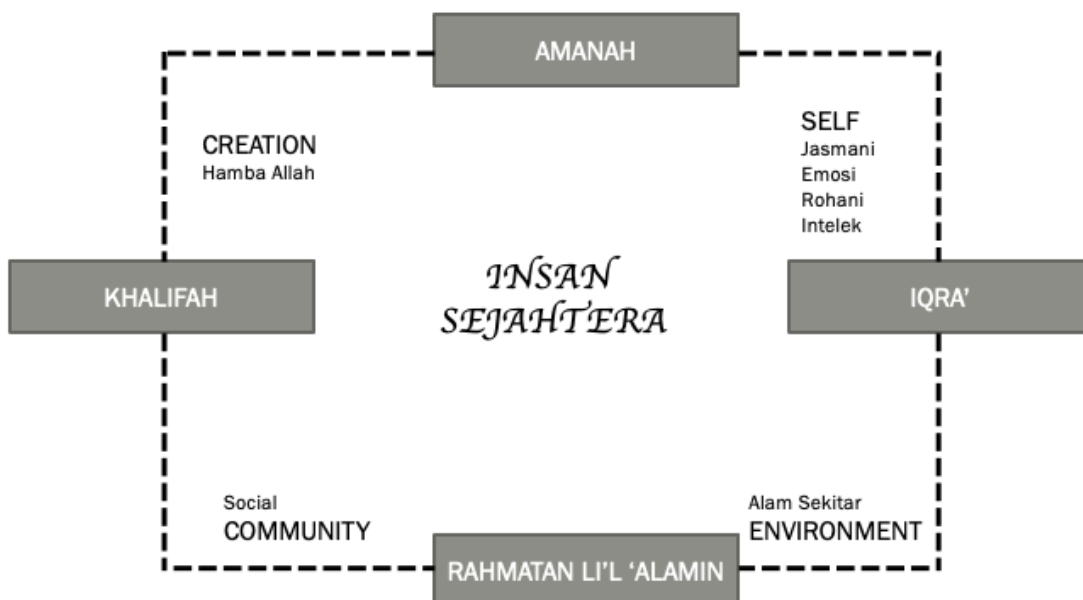 AMANAH
CREATION
Hamba Allah
SELF
Jasmani
Emosi
Rohani
Intelek
KHALIFAH
INSAN
SEJAHTERA
IQRA’
Social
COMMUNITY
Alam Sekitar
ENVIRONMENT
RAHMATAN LI’L ‘ALAMIN